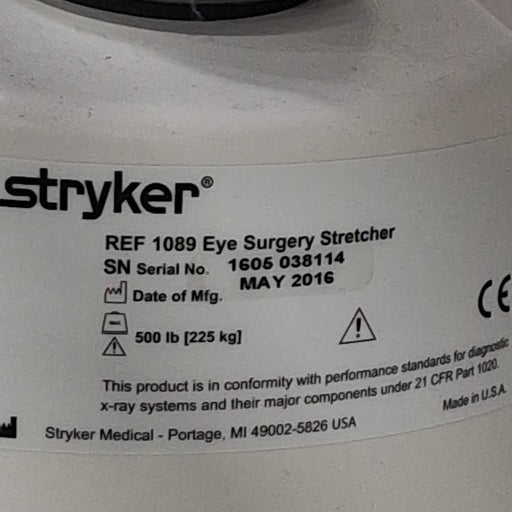 stryker®
REF 1089 Eye Surgery Stretcher
SN Serial No. 1605 038114
Date of Mfg. MAY 2016
500 lb [225 kg]
CE
This product is in conformity with performance standards for diagnostic
x-ray systems and their major components under 21 CFR Part 1020.
Stryker Medical - Portage, MI 49002-5826 USA
Made in U.S.A